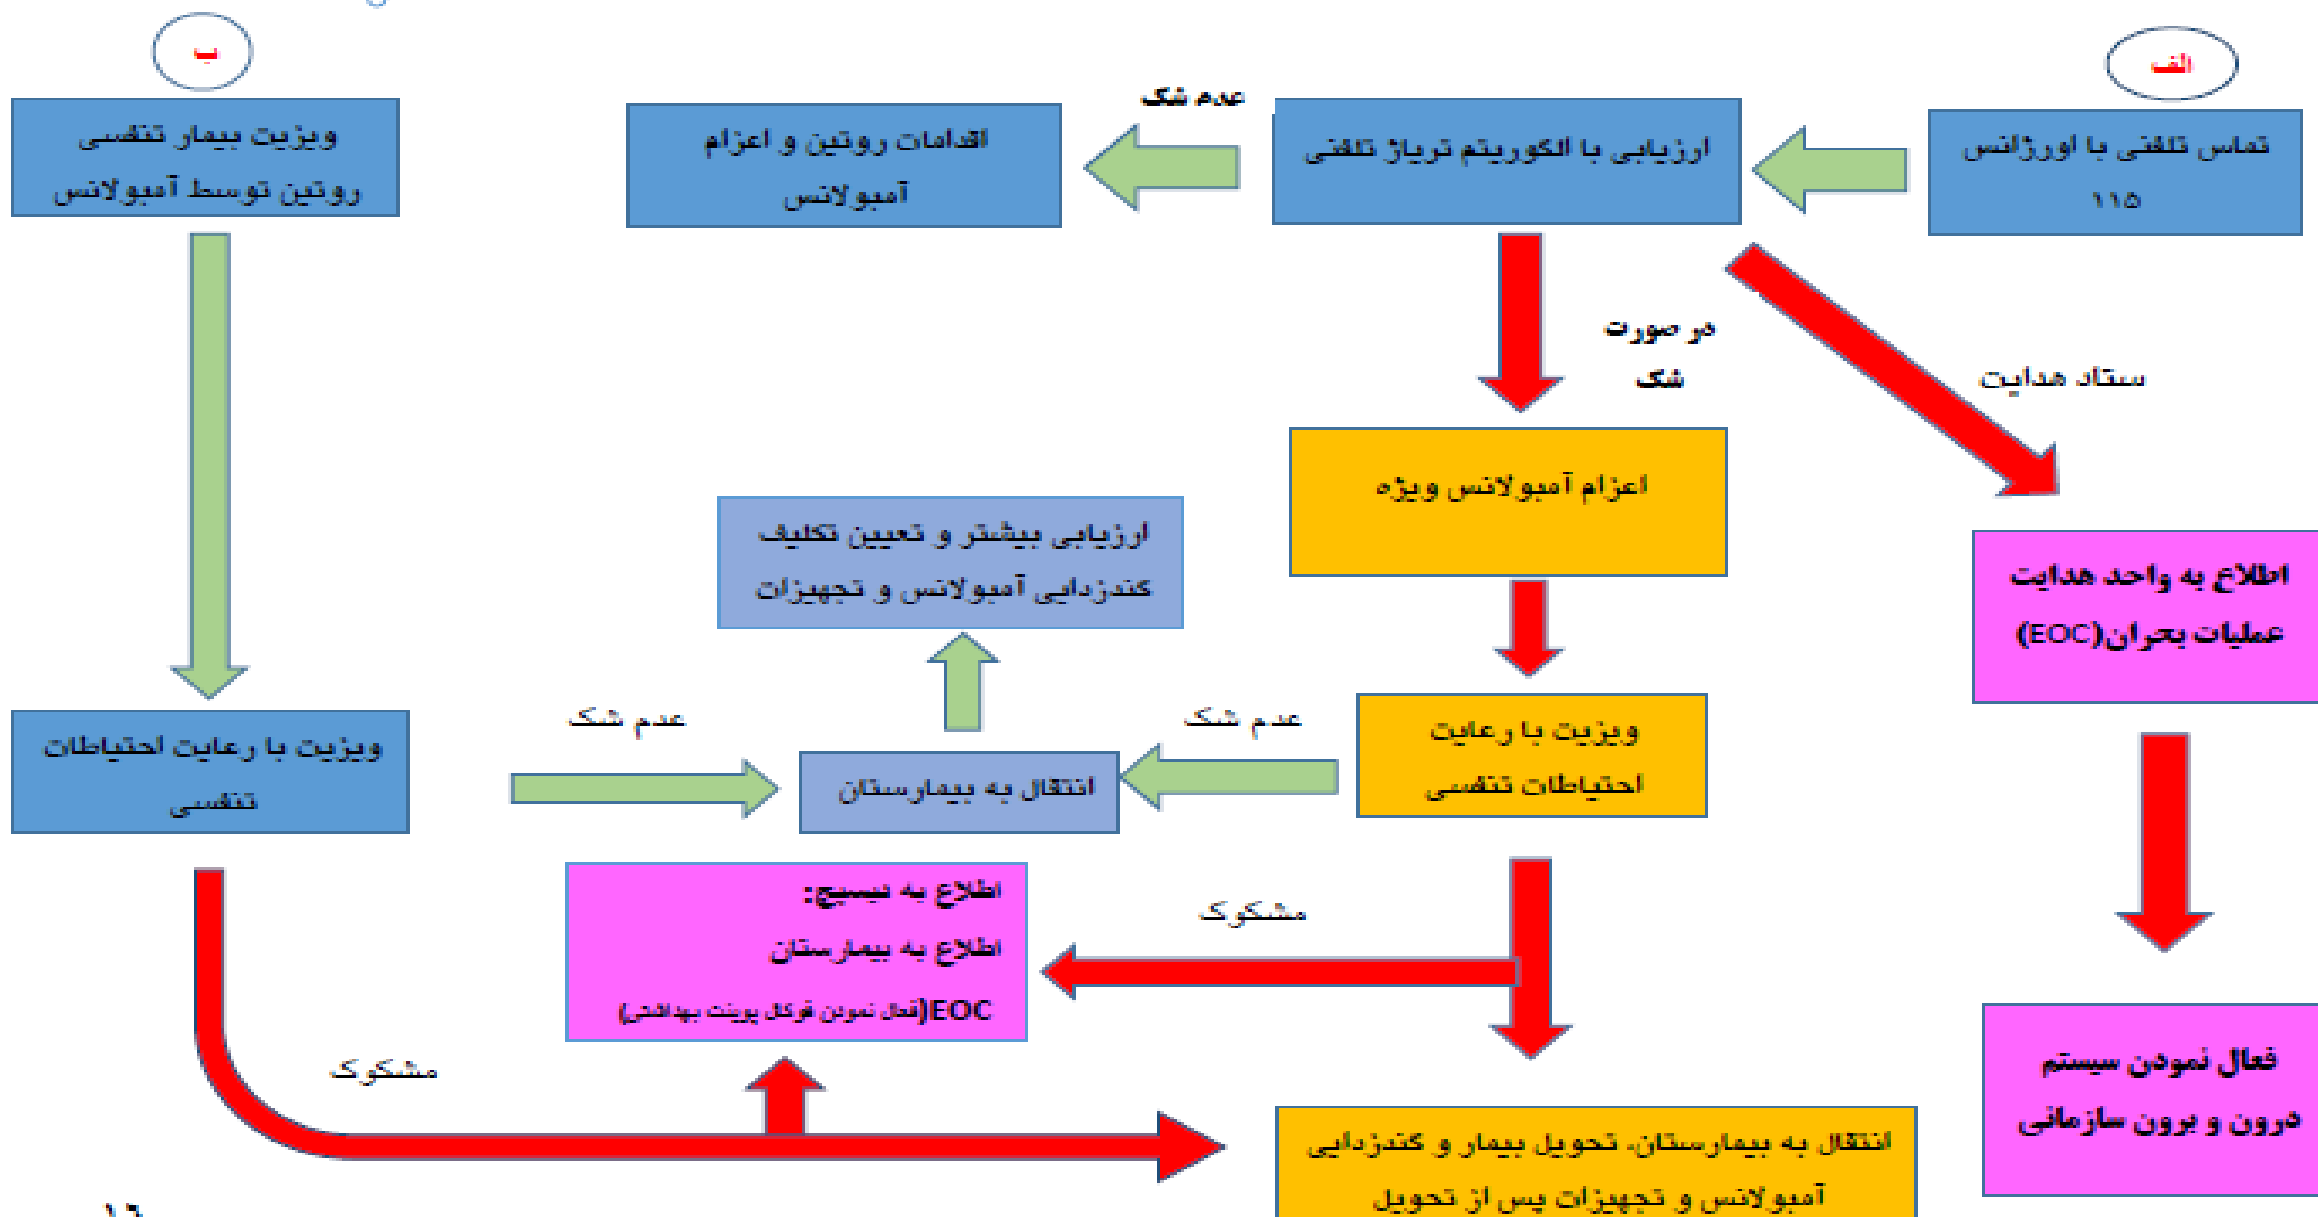 الف
تماس تلفنی با اورژانس
۱۱۵
ارزیابی با الگوریتم تریاژ تلفنی
عدم شک
اقدامات روتین و اعزام
آمبولانس
ب
ویزیت بیمار تنفسی
روتین توسط آمبولانس
در صورت
شک
ستاد هدایت
اعزام آمبولانس ویژه
اطلاع به واحد هدایت
عملیات بحران(EOC)
ارزیابی بیشتر و تعیین تکلیف
گندزدایی آمبولانس و تجهیزات
ویزیت با رعایت
احتیاطات تنفسی
عدم شک
انتقال به بیمارستان
عدم شک
ویزیت با رعایت احتیاطات
تنفسی
مشکوک
اطلاع به دیسپچ:
اطلاع به بیمارستان
EOC(فعال نمودن فوکال پوینت بهداشتی)
مشکوک
فعال نمودن سیستم
درون و برون سازمانی
انتقال به بیمارستان، تحویل بیمار و گندزدایی
آمبولانس و تجهیزات پس از تحویل